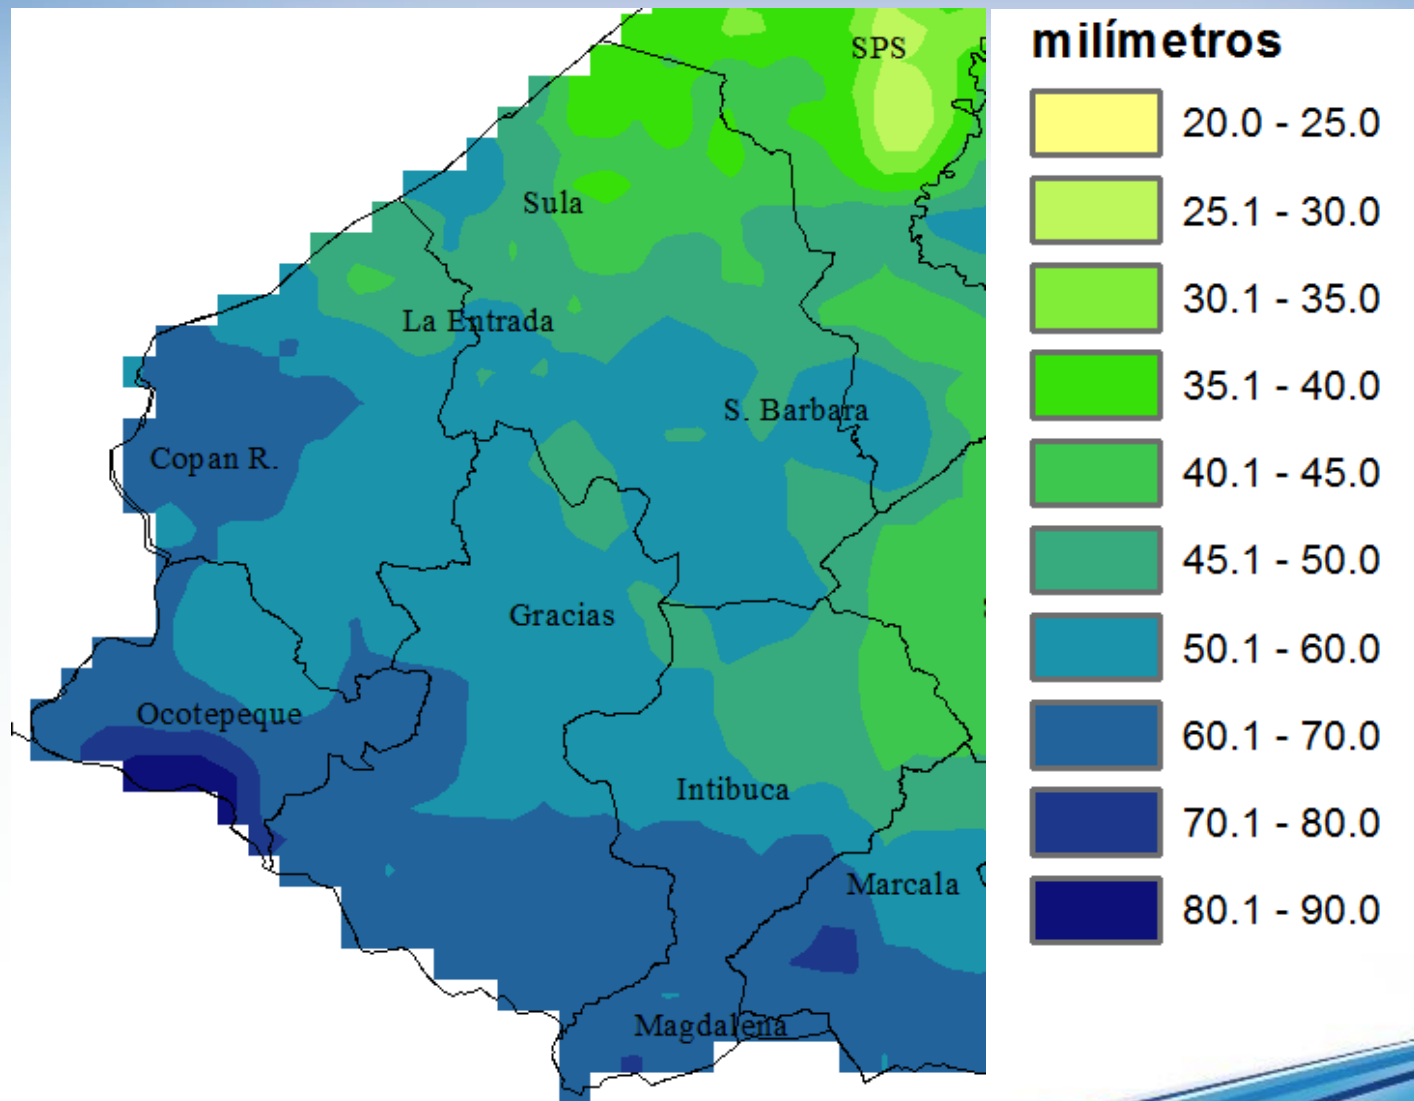 SPS
Sula
La Entrada
S. Barbara
Copan R.
Gracias
Ocotepeque
Intibuca
Marcala
Magdalena
milímetros
20.0 - 25.0
25.1 - 30.0
30.1 - 35.0
35.1 - 40.0
40.1 - 45.0
45.1 - 50.0
50.1 - 60.0
60.1 - 70.0
70.1 - 80.0
80.1 - 90.0